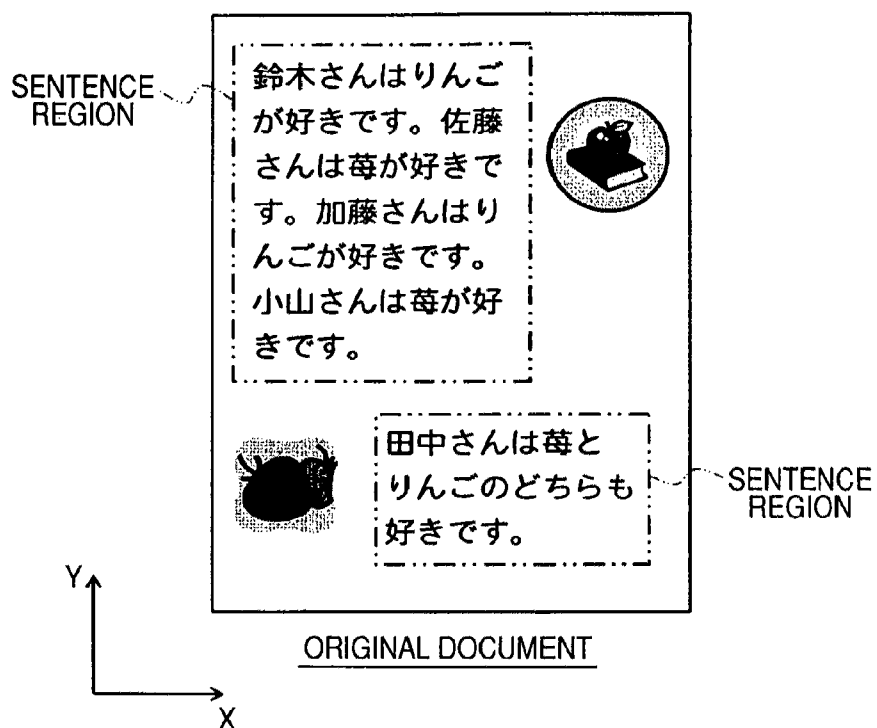 SENTENCE
REGION
鈴木さんはりんご
が好きです。佐藤
さんは苺が好きで
す。加藤さんはり
んごが好きです。
小山さんは苺が好
きです。
田中さんは苺と
りんごのどちらも
好きです。
SENTENCE
REGION
Y
X
ORIGINAL DOCUMENT